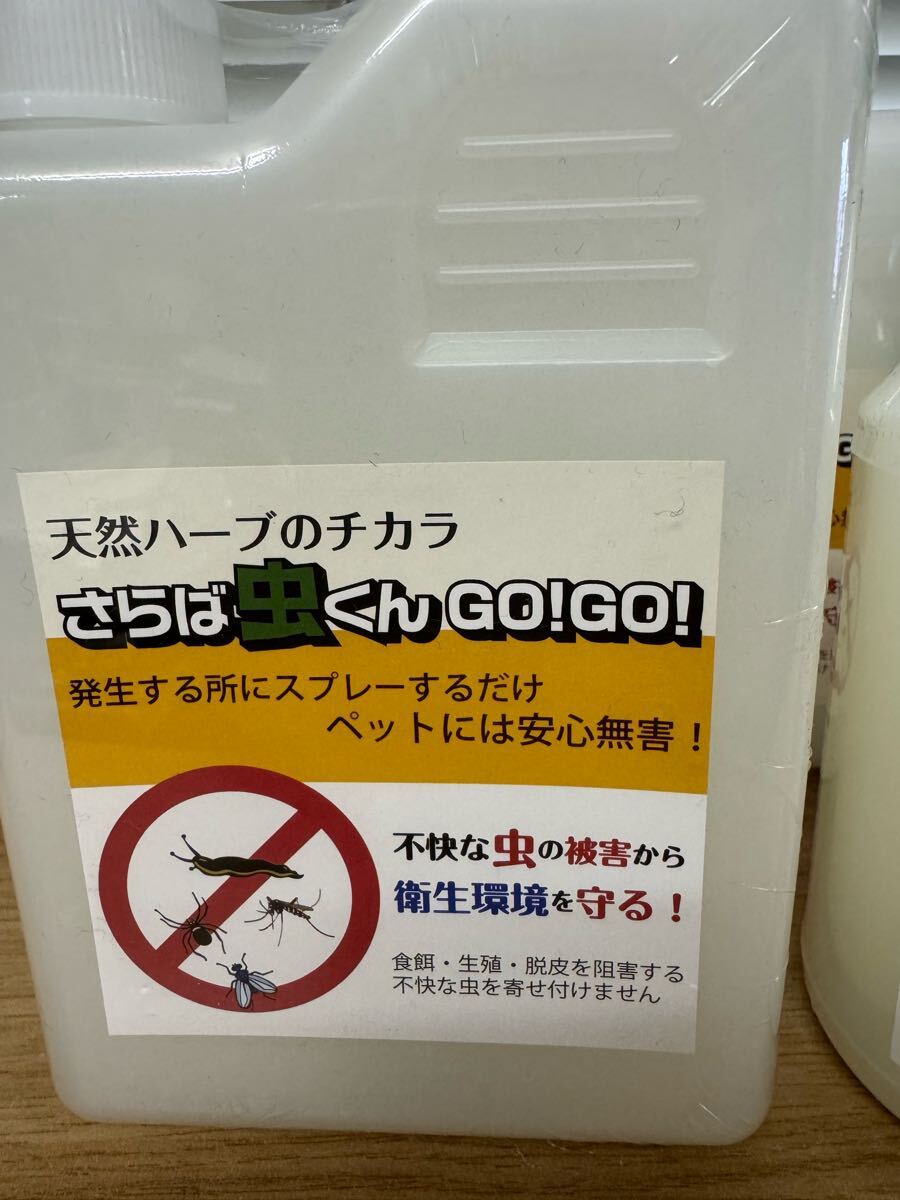 天然ハーブのチカラ
さらば虫くん GO!GO!
発生する所にスプレーするだけ
ペットには安心無害！
不快な虫の被害から
衛生環境を守る！
食餌・生殖・脱皮を阻害する
不快な虫を寄せ付けません